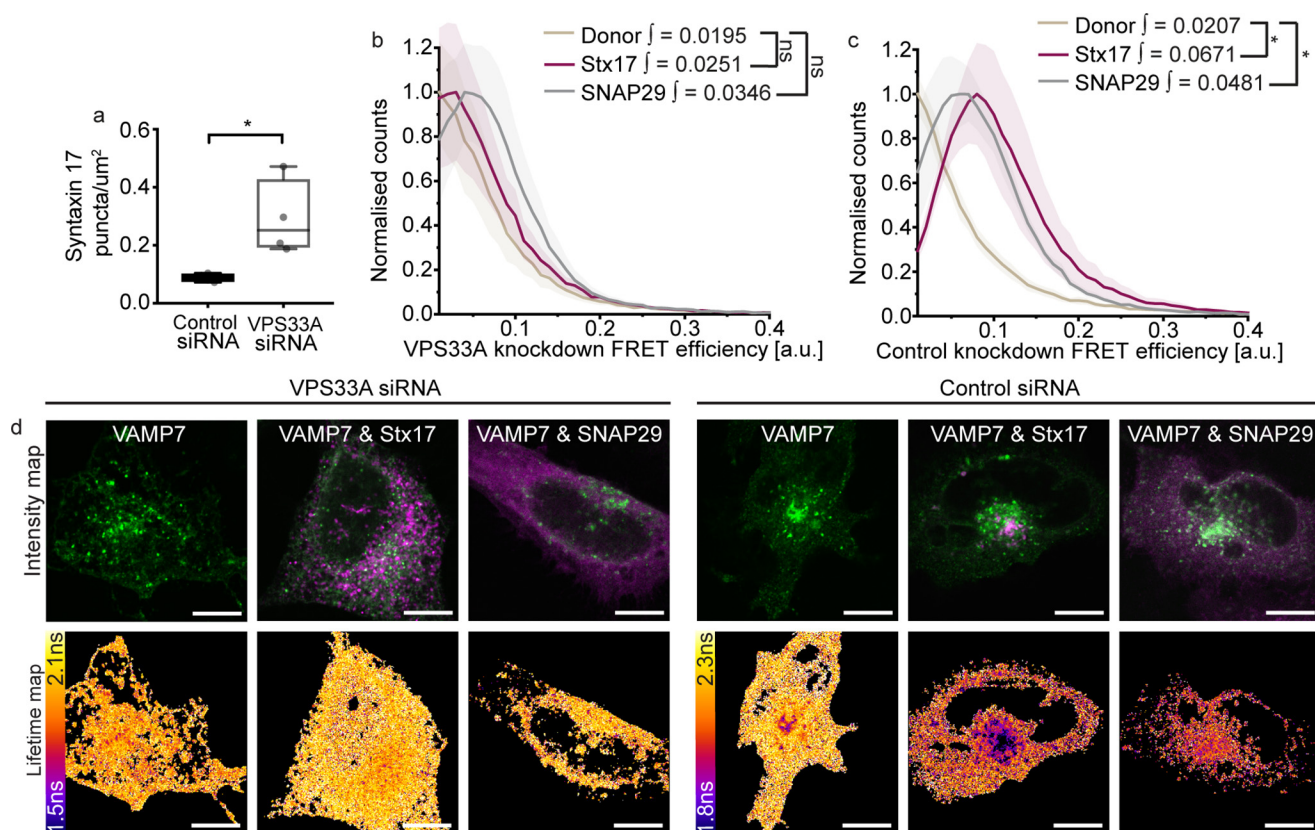 a
Syntaxin 17
puncta/um²
0.6
0.4
0.2
0.0
*
Control
siRNA
VPS33A
siRNA
b
Normalised counts
1.2
1.0
0.8
0.6
0.4
0.2
0.0
Donor ∫ = 0.0195
Stx17 ∫ = 0.0251
SNAP29 ∫ = 0.0346
ns
ns
0.1
0.2
0.3
0.4
VPS33A knockdown FRET efficiency [a.u.]
c
Normalised counts
1.2
1.0
0.8
0.6
0.4
0.2
0.0
Donor ∫ = 0.0207
Stx17 ∫ = 0.0671
SNAP29 ∫ = 0.0481
*
*
0.1
0.2
0.3
0.4
Control knockdown FRET efficiency [a.u.]
VPS33A siRNA
Control siRNA
d
Intensity map
VAMP7
VAMP7 & Stx17
VAMP7 & SNAP29
VAMP7
VAMP7 & Stx17
VAMP7 & SNAP29
Lifetime map
2.1ns
1.5ns
2.3ns
1.8ns